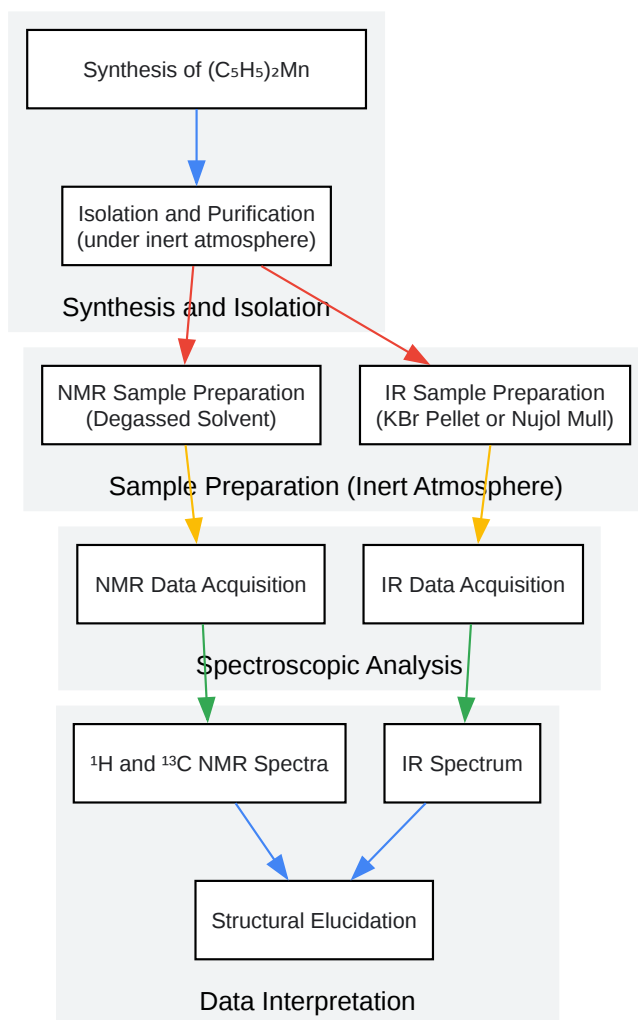 Synthesis of (C₅H₅)₂Mn
Isolation and Purification
(under inert atmosphere)
Synthesis and Isolation
NMR Sample Preparation
(Degassed Solvent)
IR Sample Preparation
(KBr Pellet or Nujol Mull)
Sample Preparation (Inert Atmosphere)
NMR Data Acquisition
IR Data Acquisition
Spectroscopic Analysis
¹H and ¹³C NMR Spectra
IR Spectrum
Structural Elucidation
Data Interpretation